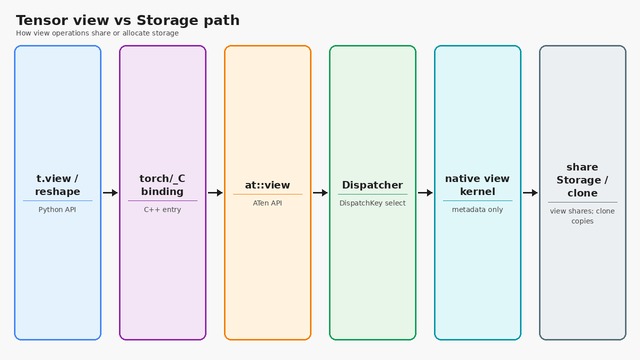 Tensor view vs Storage path
How view operations share or allocate storage
t.view /
reshape
Python API
torch/_C
binding
C++ entry
at::view
ATen API
Dispatcher
DispatchKey select
native view
kernel
metadata only
share
Storage /
clone
view shares; clone
copies